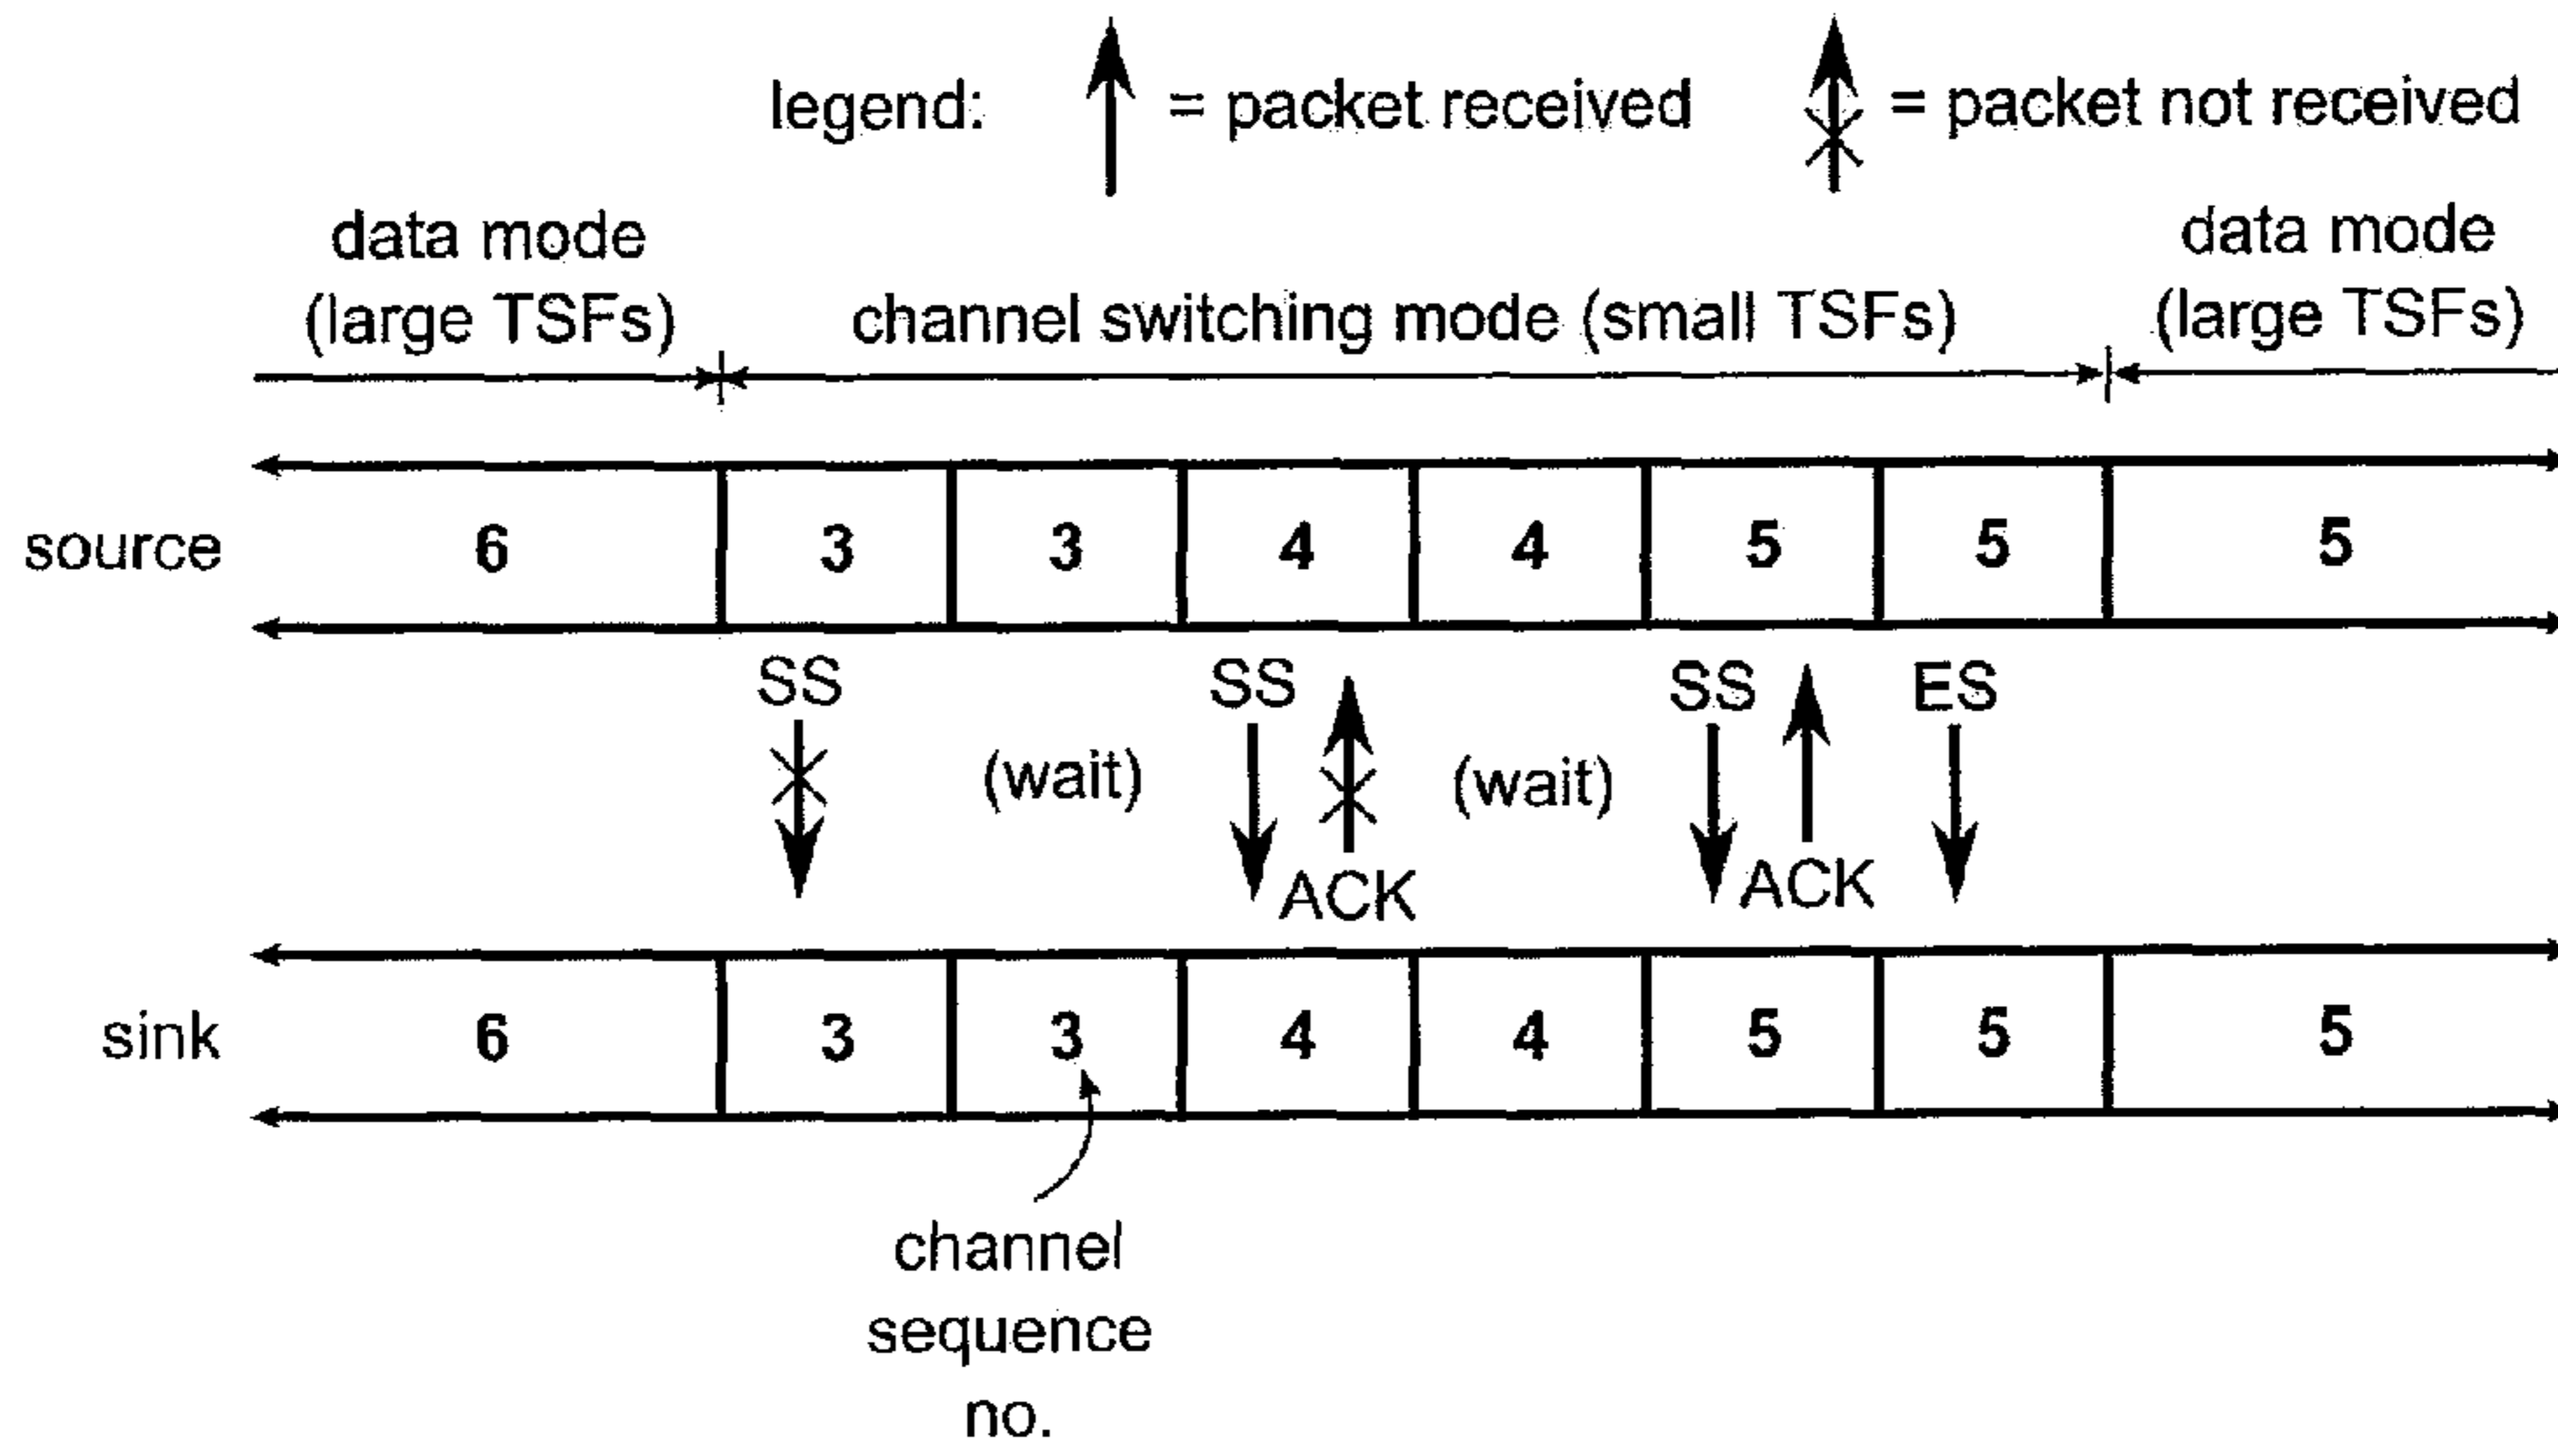 legend: = packet received = packet not received
data mode
(large TSFs)
channel switching mode (small TSFs)
data mode
(large TSFs)
source 6 3 3 4 4 5 5 5
SS SS SS ES
(wait) (wait)
ACK ACK
sink 6 3 3 4 4 5 5 5
channel
sequence
no.